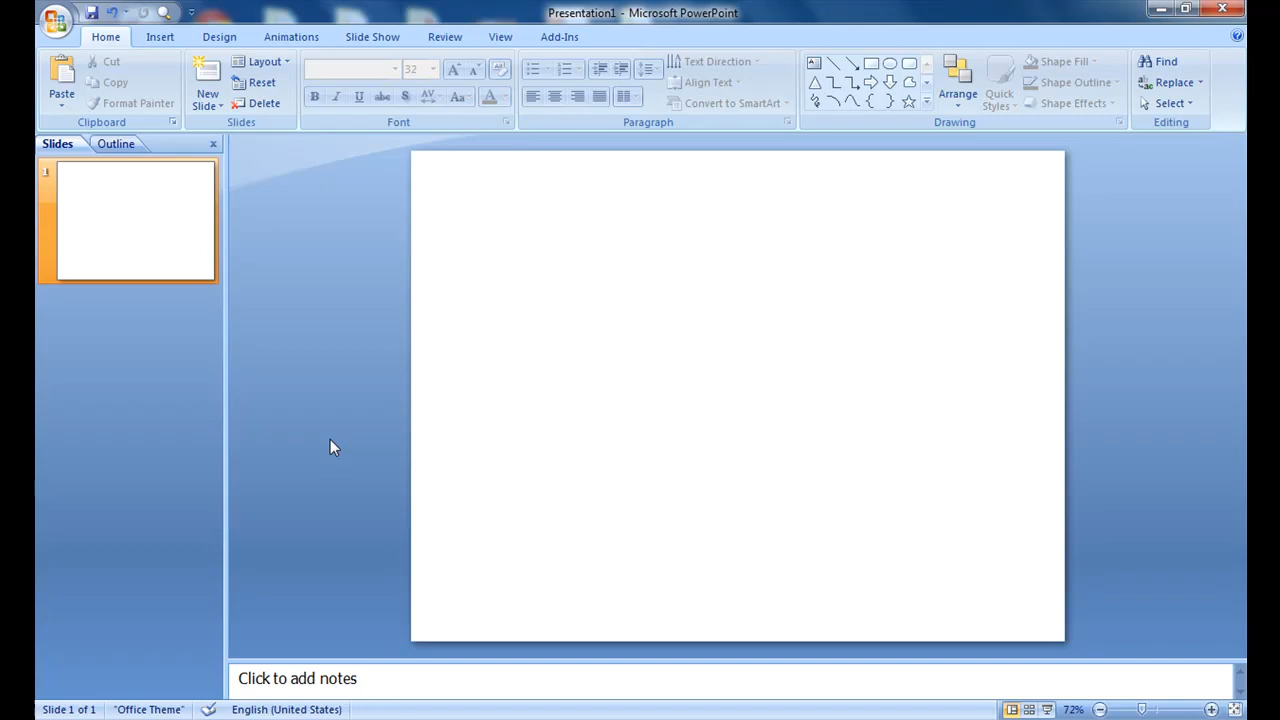 Presentation1 - Microsoft PowerPoint
Home Insert Design Animations Slide Show Review View Add-Ins
Paste
Cut
Copy
Format Painter
Clipboard
New Slide
Layout
Reset
Delete
Slides
32
B I U abc S AV Aa A
Font
Text Direction
Align Text
Convert to SmartArt
Paragraph
Arrange
Quick Styles
Shape Fill
Shape Outline
Shape Effects
Drawing
Find
Replace
Select
Editing
Slides Outline
1
Click to add notes
Slide 1 of 1 "Office Theme" English (United States) 72%